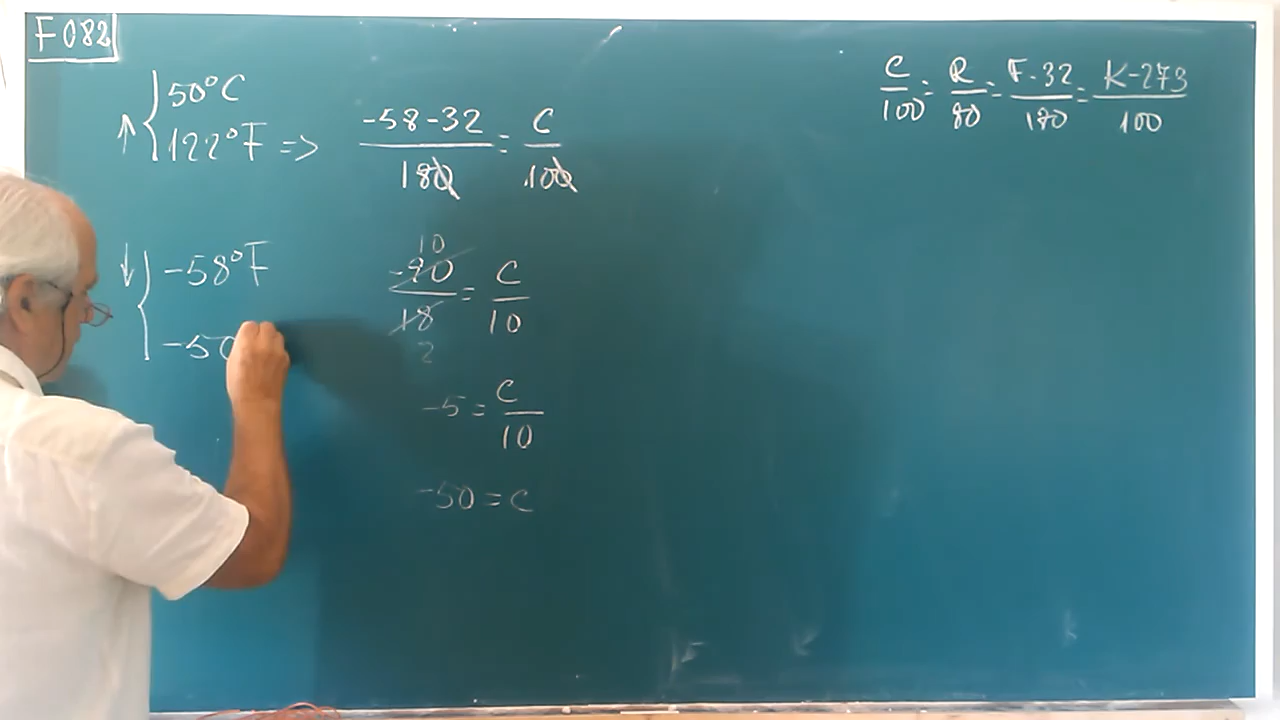 F082
50°C
122°F =>
-58°F
-50
-58-32/180 = C/100
10
-90/18 = C/10
2
-5 = C/10
-50 = C
C/100 = R/80 = F-32/180 = K-273/100